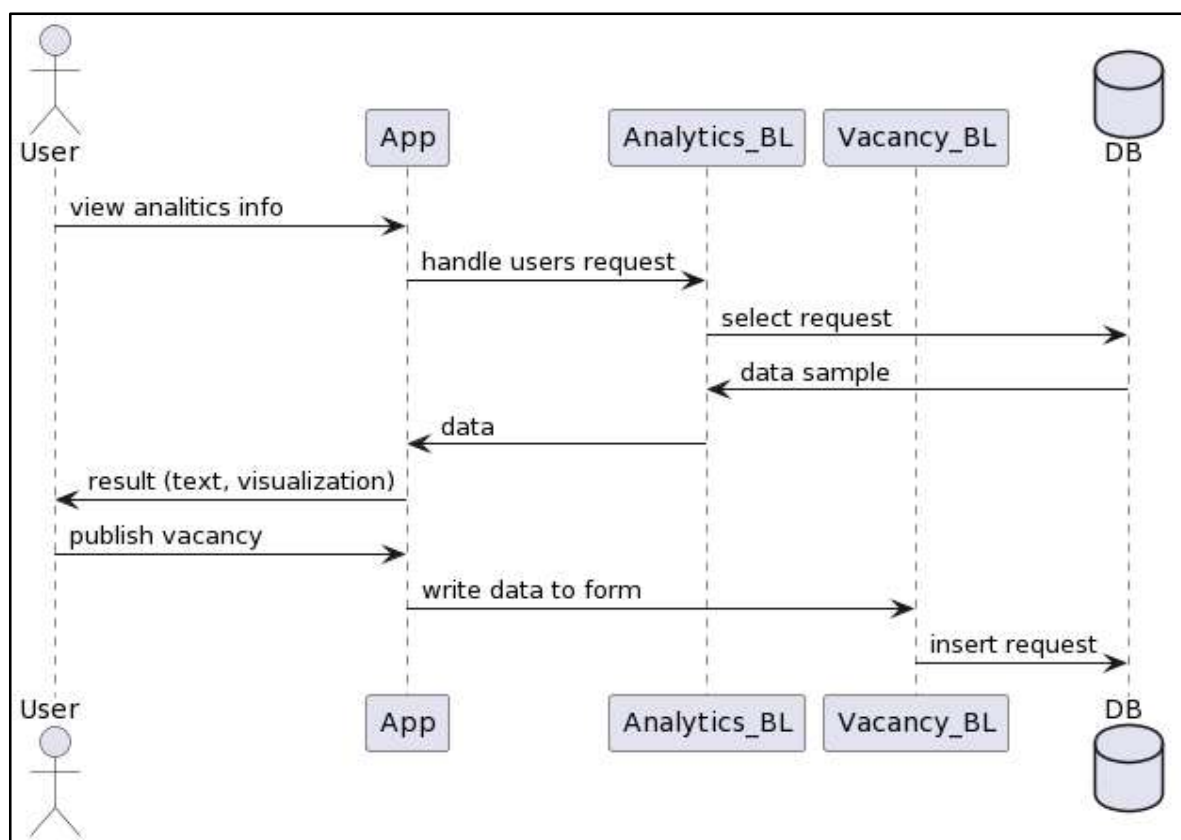 User
App
Analytics_BL
Vacancy_BL
DB
view analitics info
handle users request
select request
data sample
data
result (text, visualization)
publish vacancy
write data to form
insert request
User
App
Analytics_BL
Vacancy_BL
DB